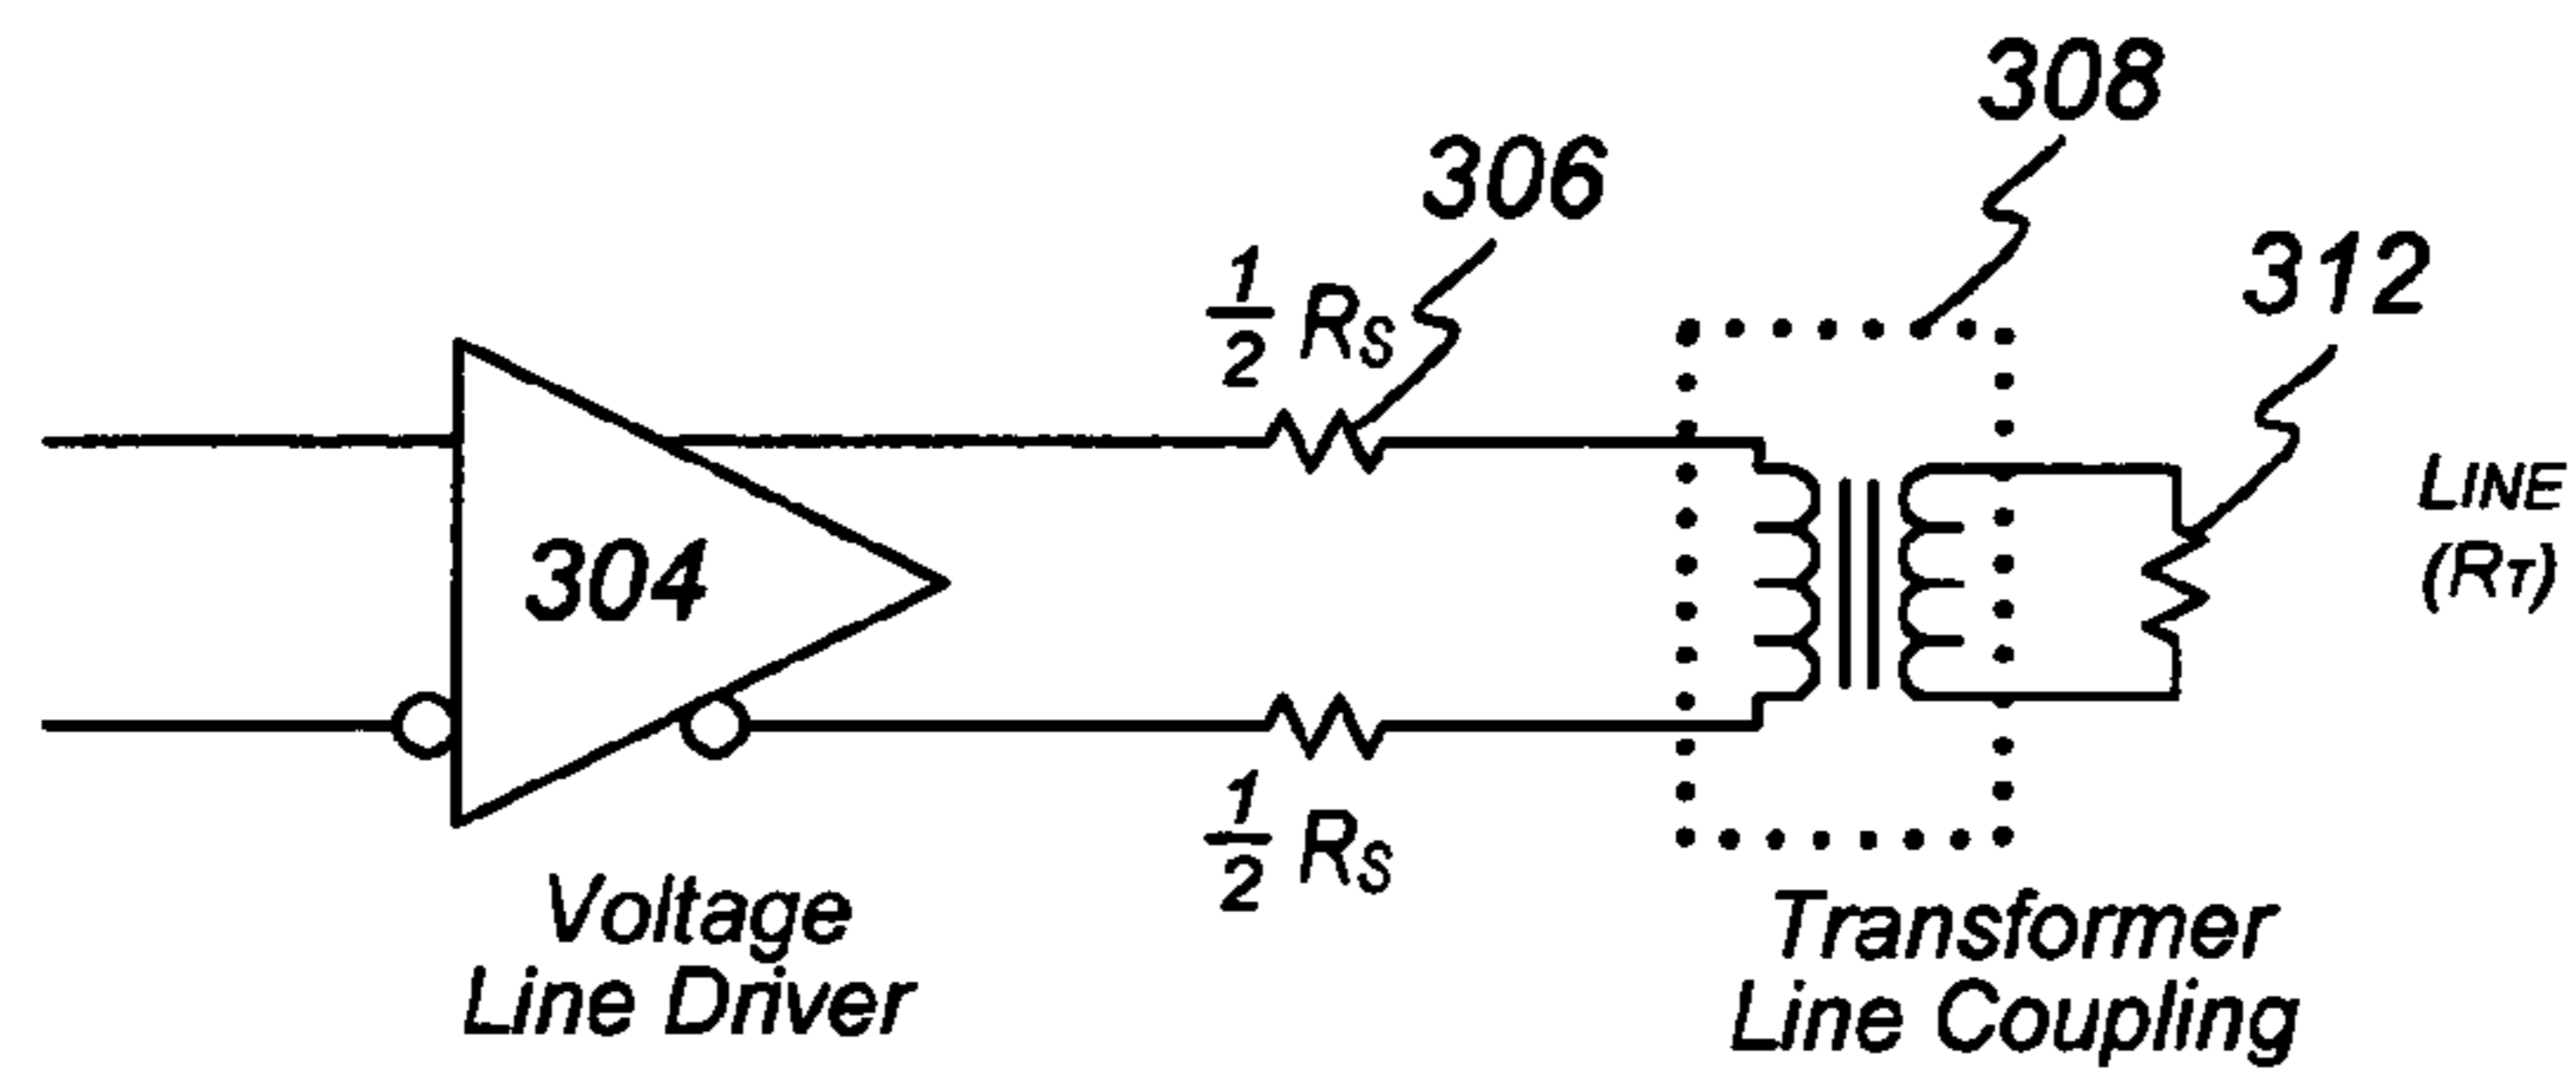 308
306
312
1/2 RS
LINE
(RT)
304
1/2 RS
Voltage
Line Driver
Transformer
Line Coupling